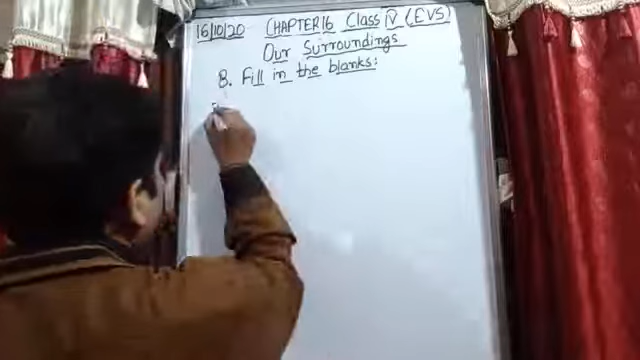 16/10/20 CHAPTER 16 Class IV (EVS)
Our Surroundings
B. Fill in the blanks: